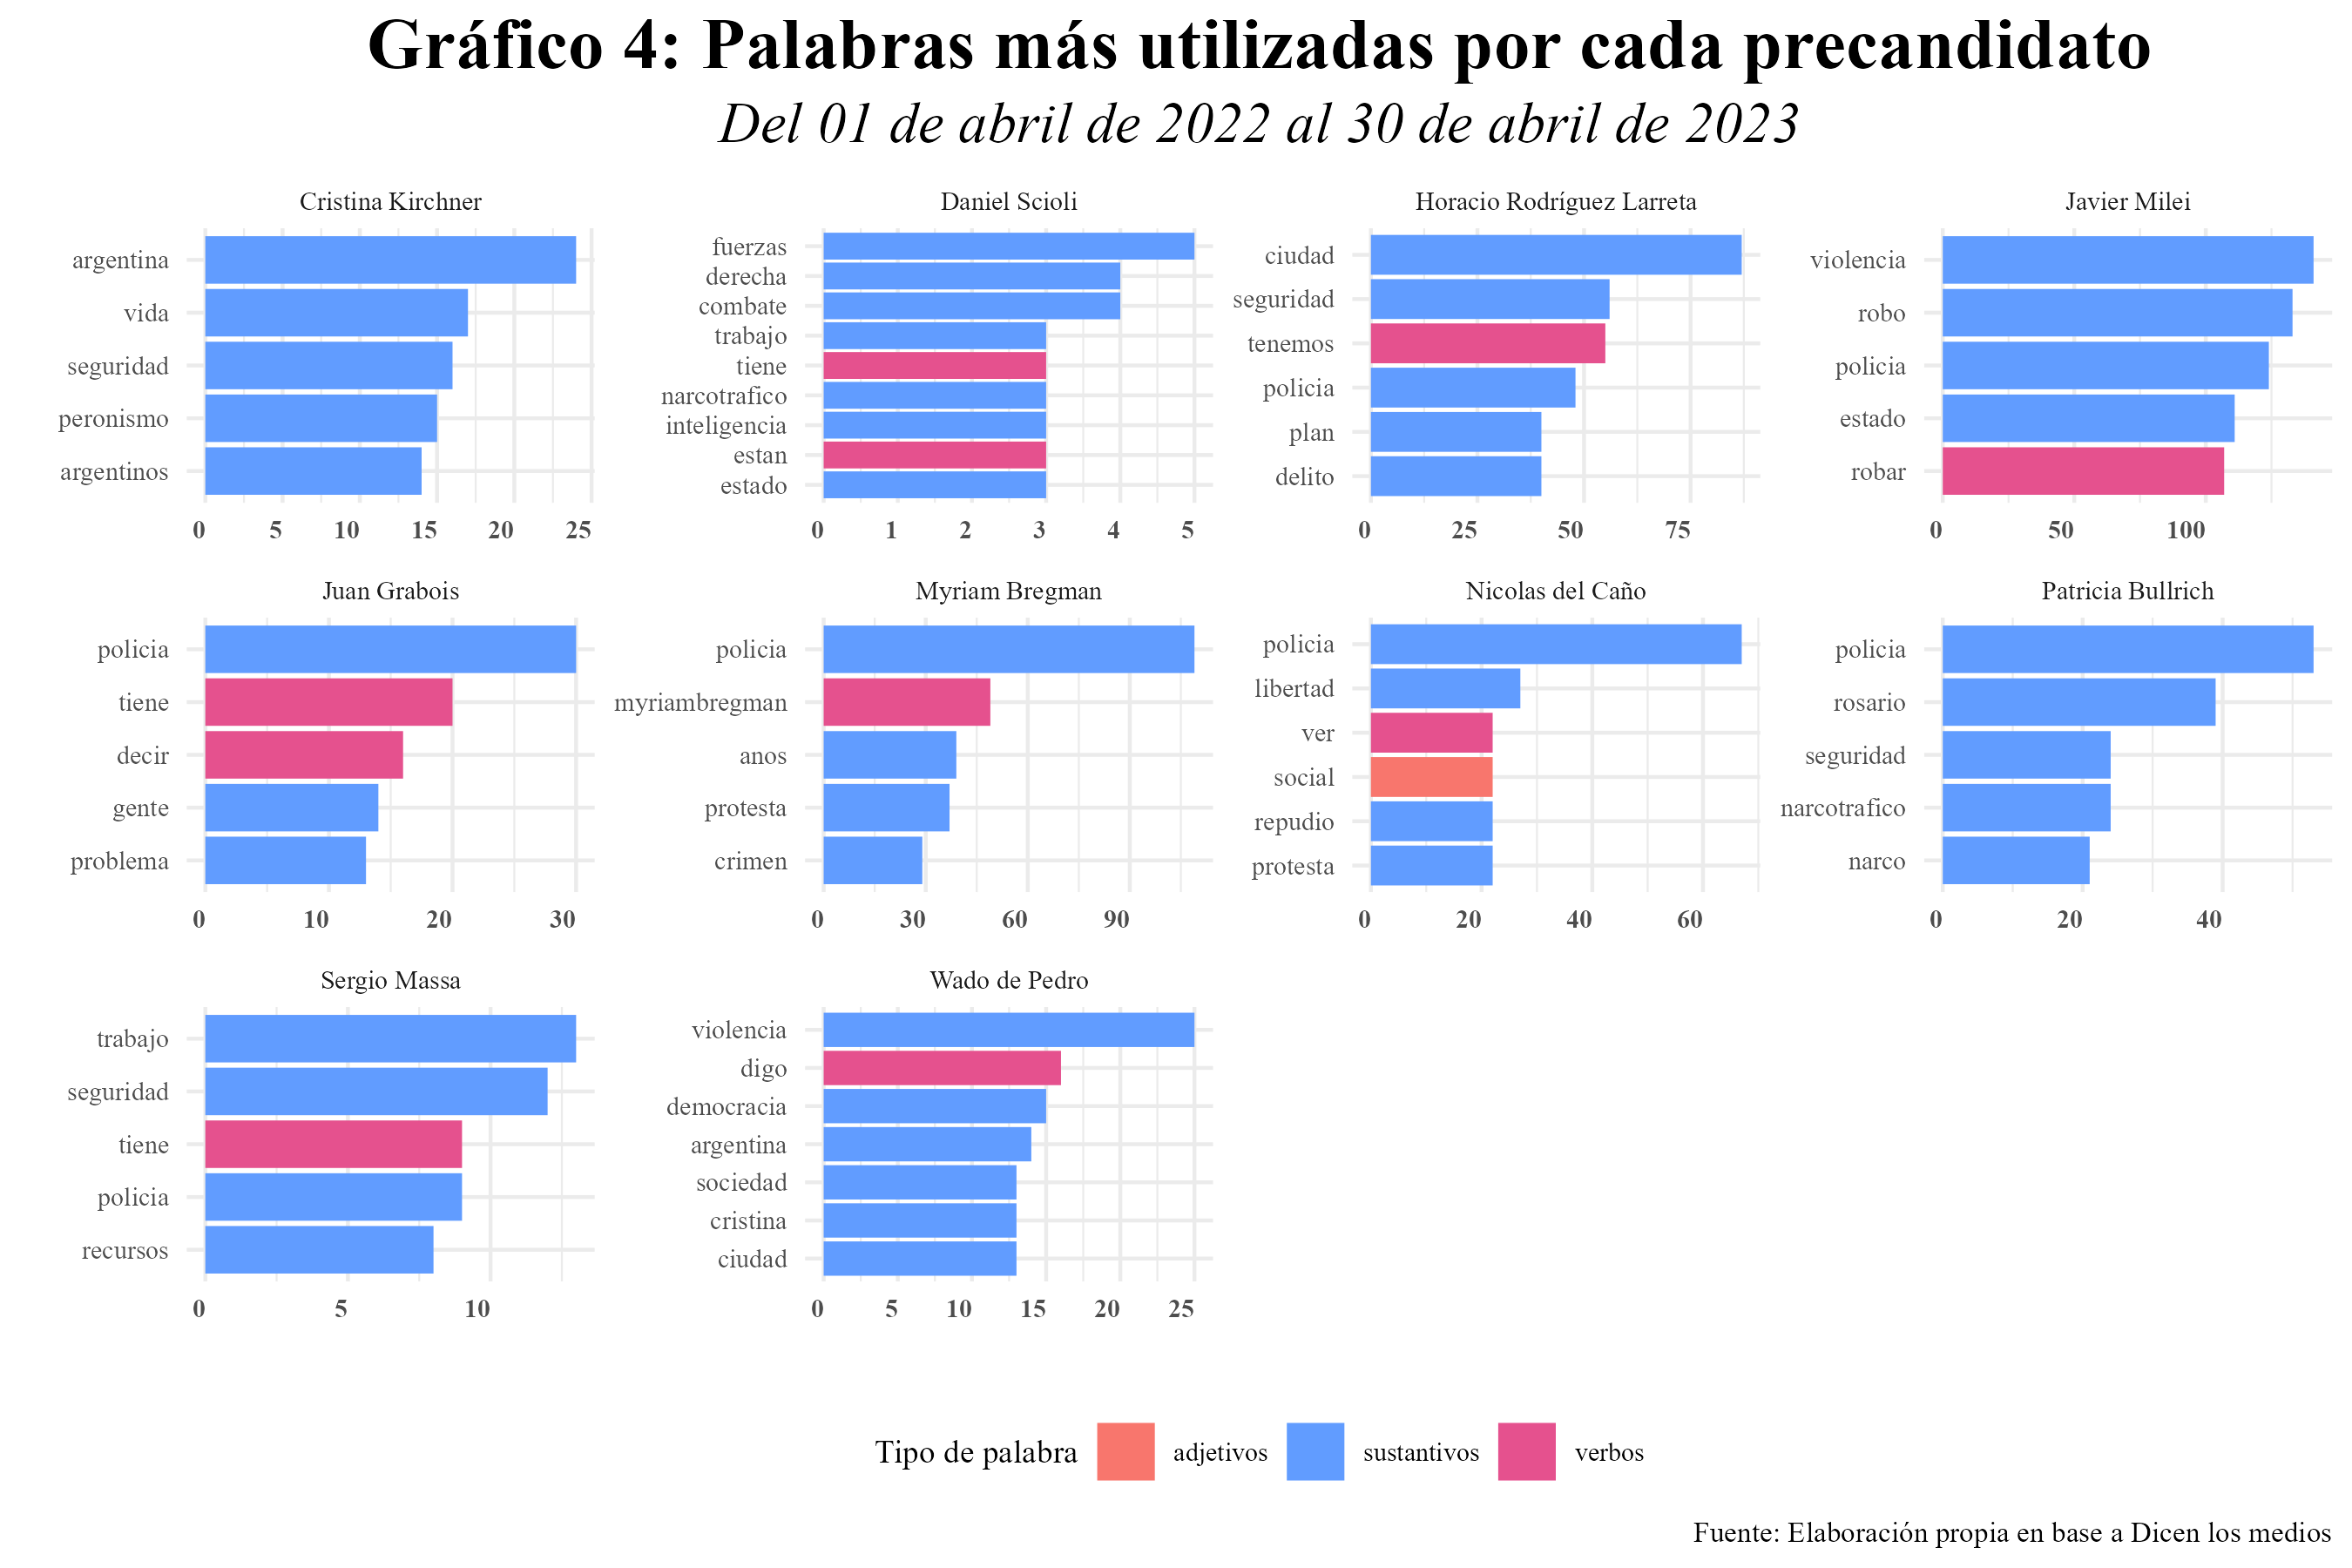 Gráfico 4: Palabras más utilizadas por cada precandidato
Del 01 de abril de 2022 al 30 de abril de 2023
Cristina Kirchner
argentina
vida
seguridad
peronismo
argentinos
0 5 10 15 20 25
Daniel Scioli
fuerzas
derecha
combate
trabajo
tiene
narcotrafico
inteligencia
estan
estado
0 1 2 3 4 5
Horacio Rodríguez Larreta
ciudad
seguridad
tenemos
policia
plan
delito
0 25 50 75
Javier Milei
violencia
robo
policia
estado
robar
0 50 100
Juan Grabois
policia
tiene
decir
gente
problema
0 10 20 30
Myriam Bregman
policia
myriambregman
anos
protesta
crimen
0 30 60 90
Nicolas del Caño
policia
libertad
ver
social
repudio
protesta
0 20 40 60
Patricia Bullrich
policia
rosario
seguridad
narcotrafico
narco
0 20 40
Sergio Massa
trabajo
seguridad
tiene
policia
recursos
0 5 10
Wado de Pedro
violencia
digo
democracia
argentina
sociedad
cristina
ciudad
0 5 10 15 20 25
Tipo de palabra adjetivos sustantivos verbos
Fuente: Elaboración propia en base a Dicen los medios